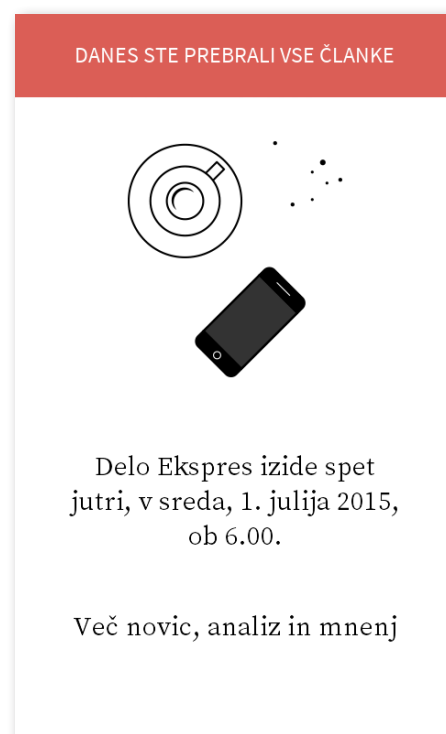 DANES STE PREBRALI VSE ČLANKE
Delo Ekspres izide spet
jutri, v sreda, 1. julija 2015,
ob 6.00.
Več novic, analiz in mnenj